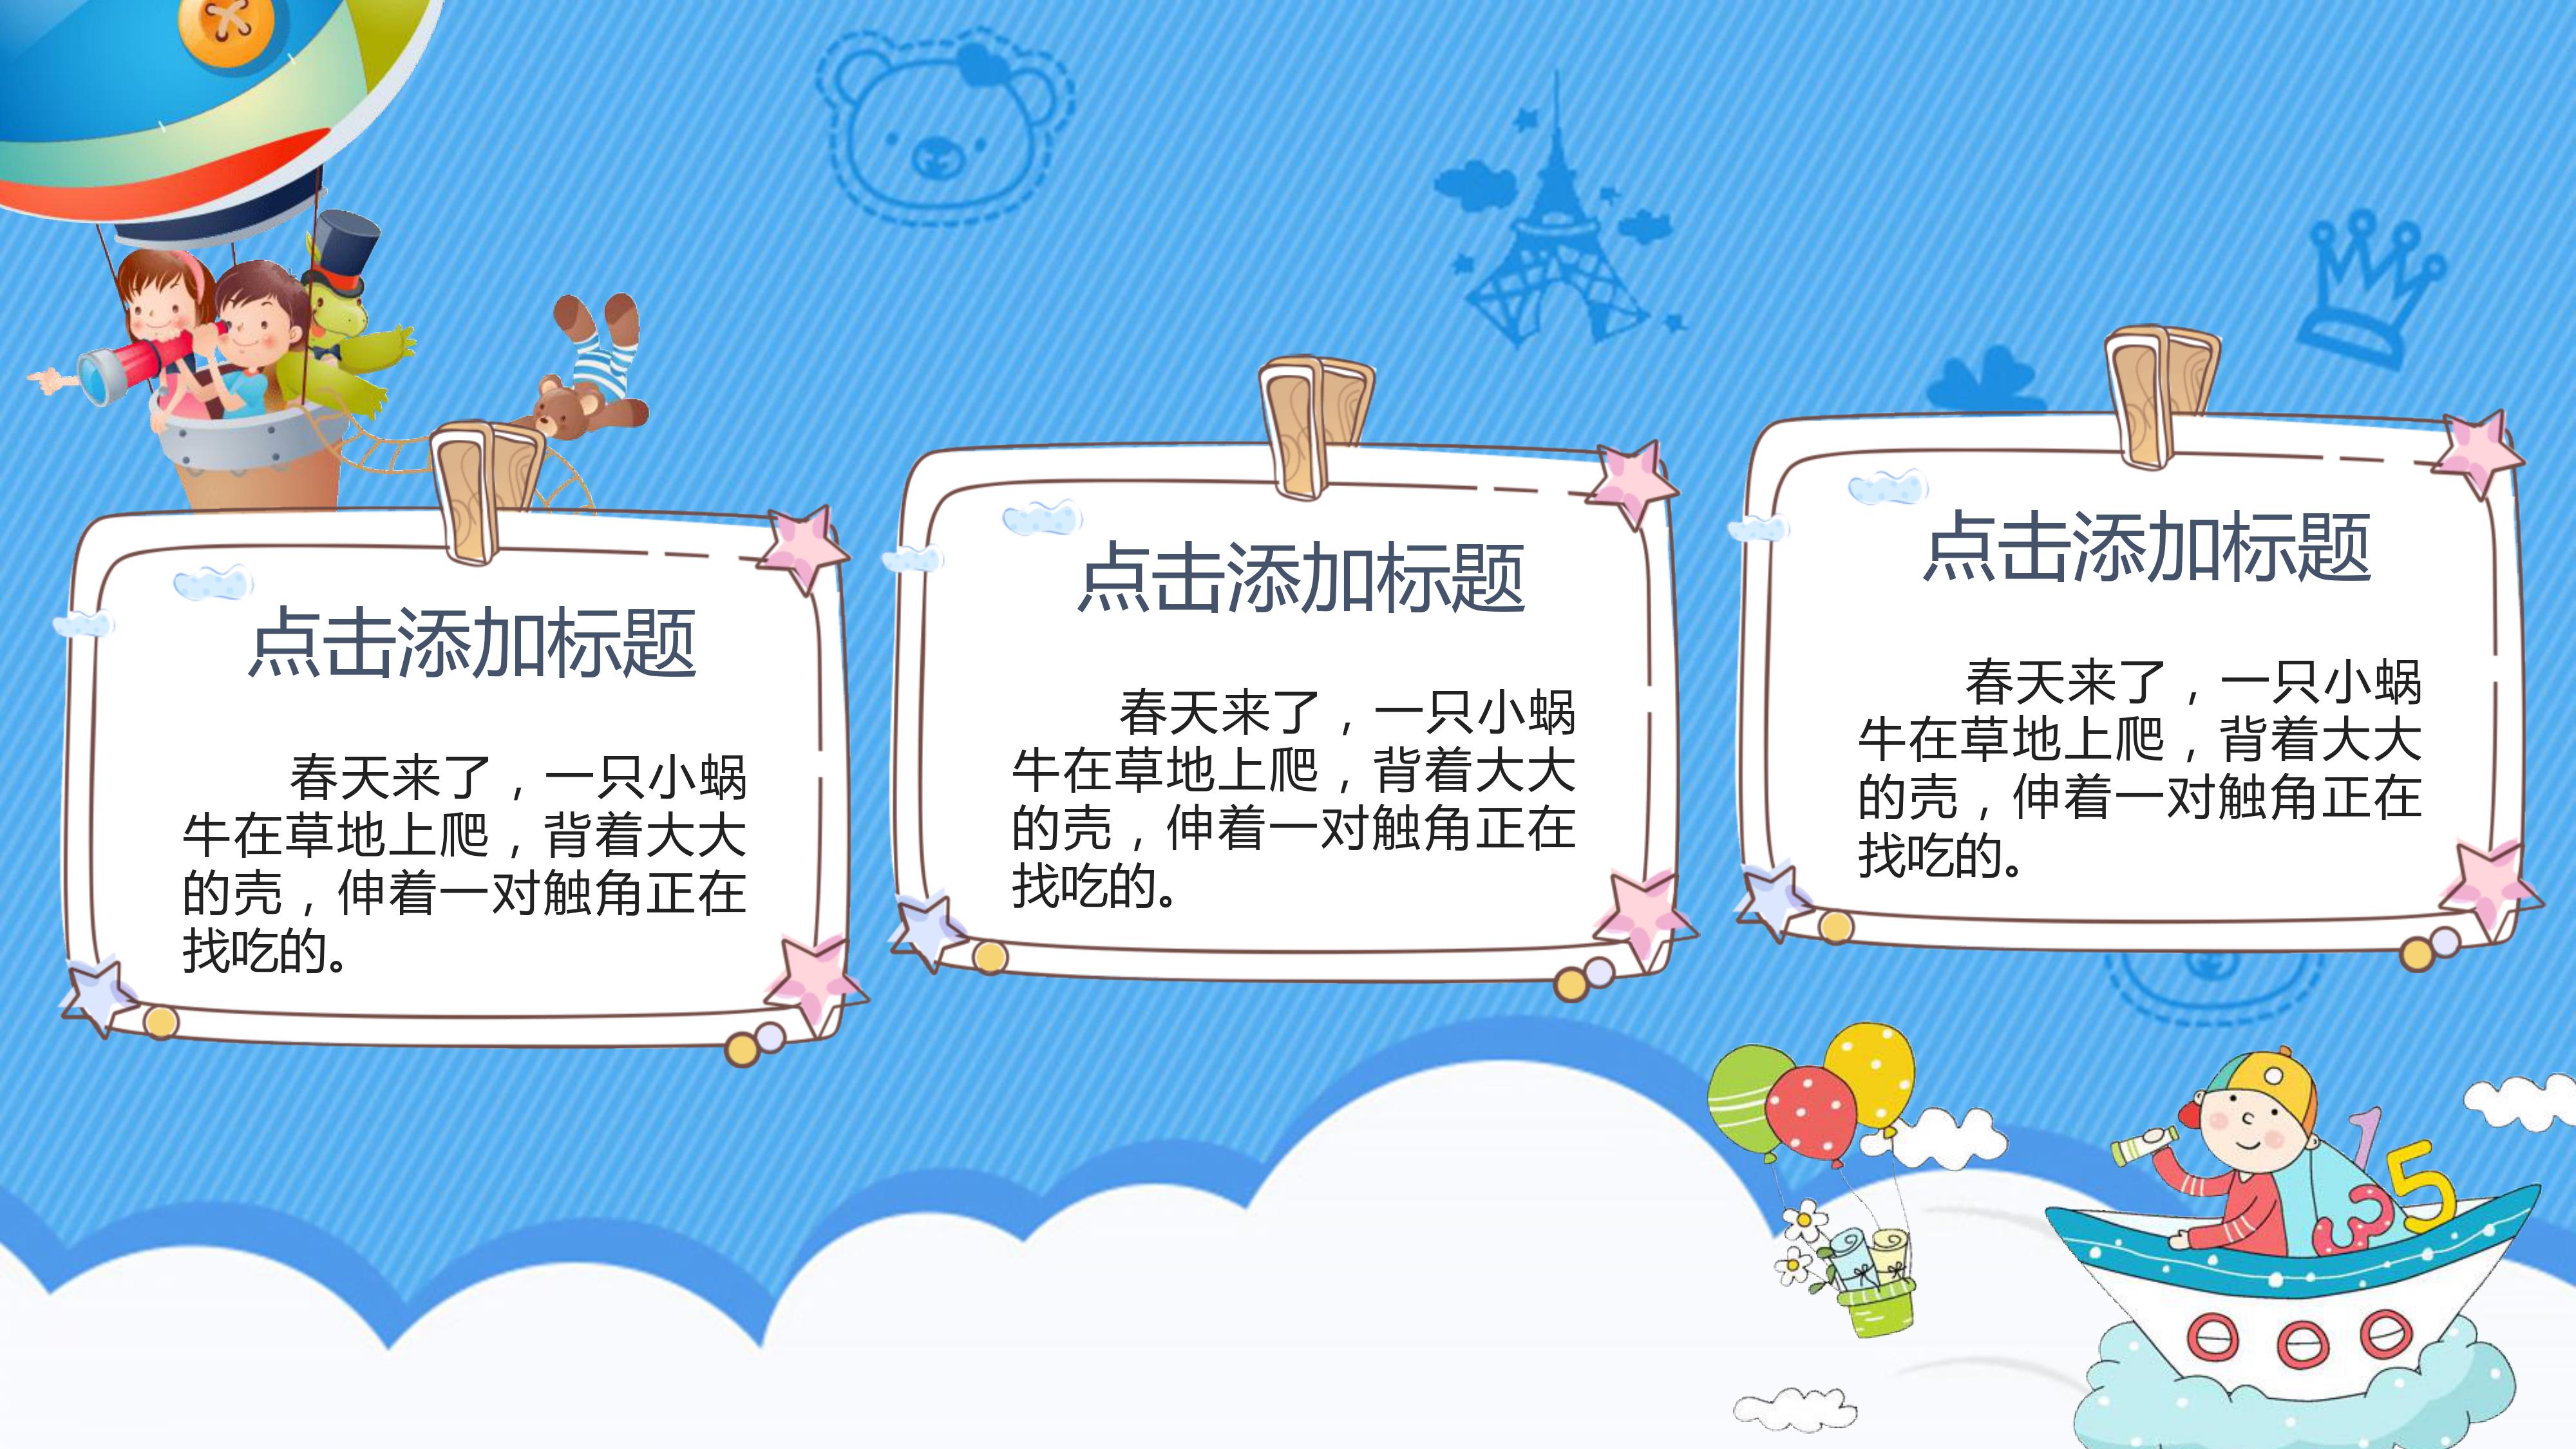 点击添加标题
春天来了，一只小蜗
牛在草地上爬，背着大大
的壳，伸着一对触角正在
找吃的。
点击添加标题
春天来了，一只小蜗
牛在草地上爬，背着大大
的壳，伸着一对触角正在
找吃的。
点击添加标题
春天来了，一只小蜗
牛在草地上爬，背着大大
的壳，伸着一对触角正在
找吃的。
1
3
5